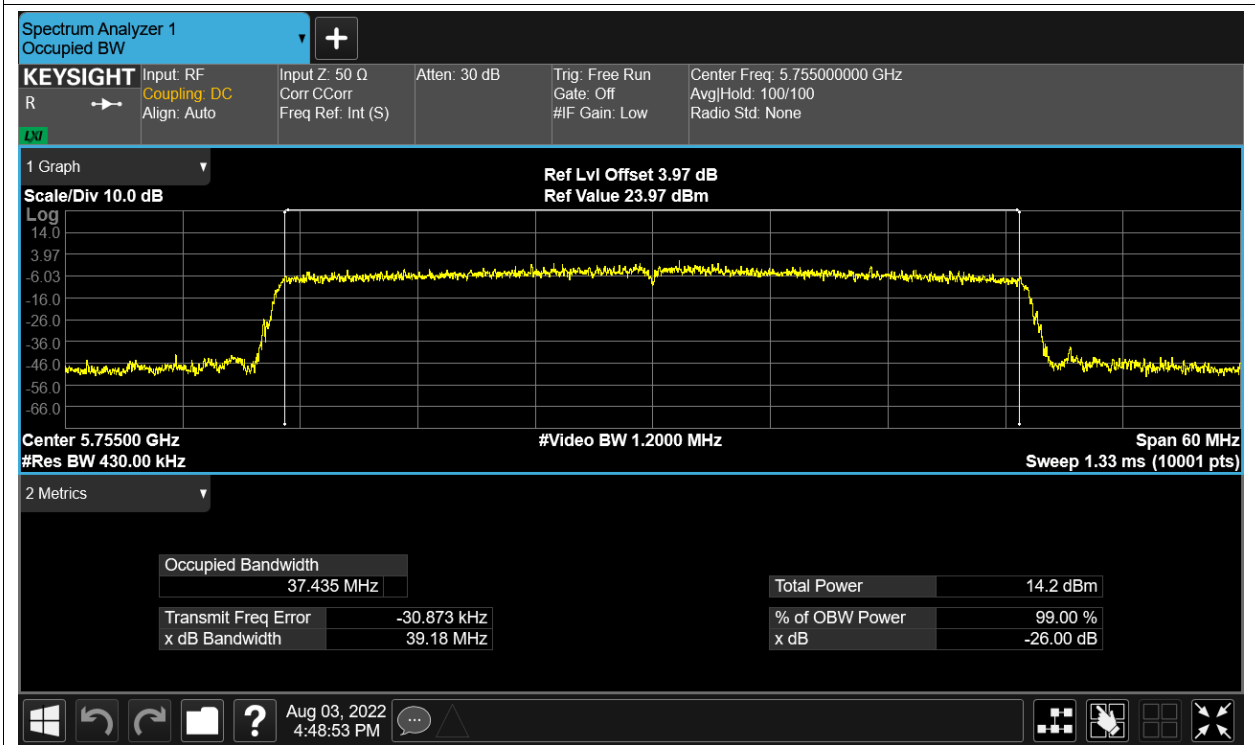 Spectrum Analyzer 1
Occupied BW
KEYSIGHT
R
LXI
Input: RF
Coupling: DC
Align: Auto
Input Z: 50 Ω
Corr CCorr
Freq Ref: Int (S)
Atten: 30 dB
Trig: Free Run
Gate: Off
#IF Gain: Low
Center Freq: 5.755000000 GHz
Avg|Hold: 100/100
Radio Std: None
1 Graph
Ref Lvl Offset 3.97 dB
Scale/Div 10.0 dB
Ref Value 23.97 dBm
Log
14.0
3.97
-6.03
-16.0
-26.0
-36.0
-46.0
-56.0
-66.0
Center 5.75500 GHz
#Video BW 1.2000 MHz
Span 60 MHz
#Res BW 430.00 kHz
Sweep 1.33 ms (10001 pts)
2 Metrics
Occupied Bandwidth
37.435 MHz
Total Power 14.2 dBm
Transmit Freq Error -30.873 kHz
% of OBW Power 99.00 %
x dB Bandwidth 39.18 MHz
x dB -26.00 dB
?
Aug 03, 2022
4:48:53 PM